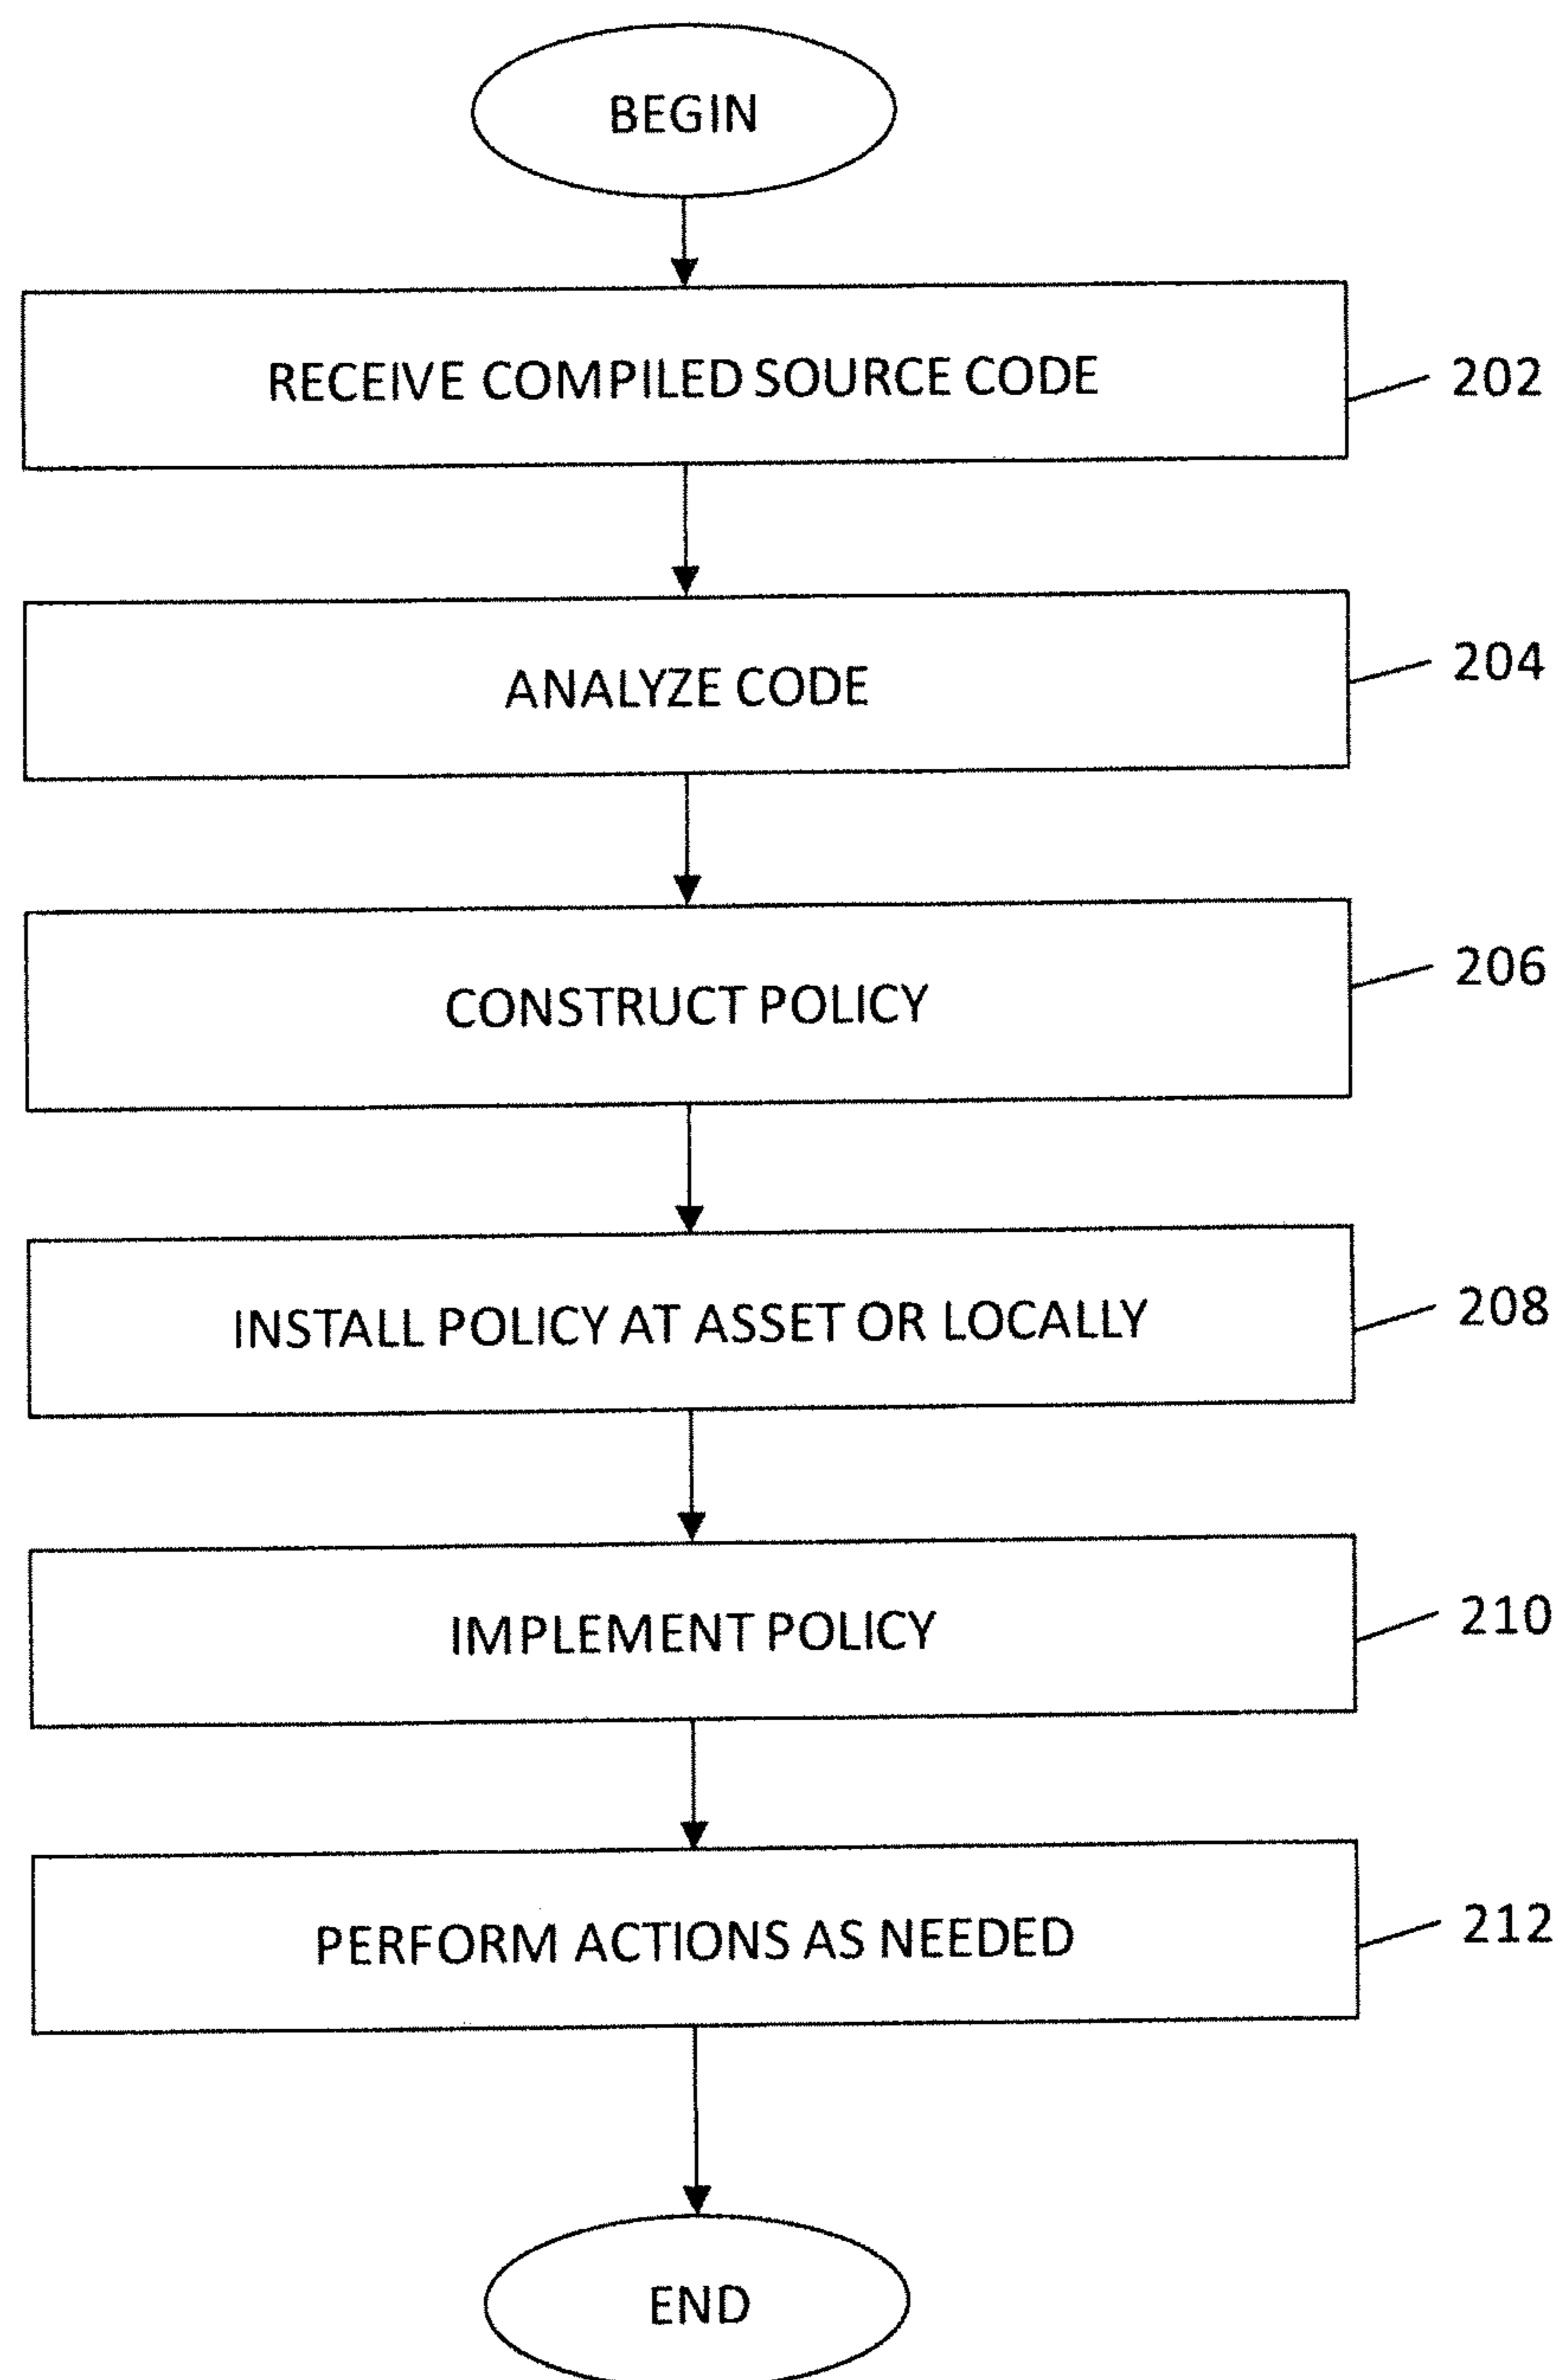 BEGIN
RECEIVE COMPILED SOURCE CODE
202
ANALYZE CODE
204
CONSTRUCT POLICY
206
INSTALL POLICY AT ASSET OR LOCALLY
208
IMPLEMENT POLICY
210
PERFORM ACTIONS AS NEEDED
212
END